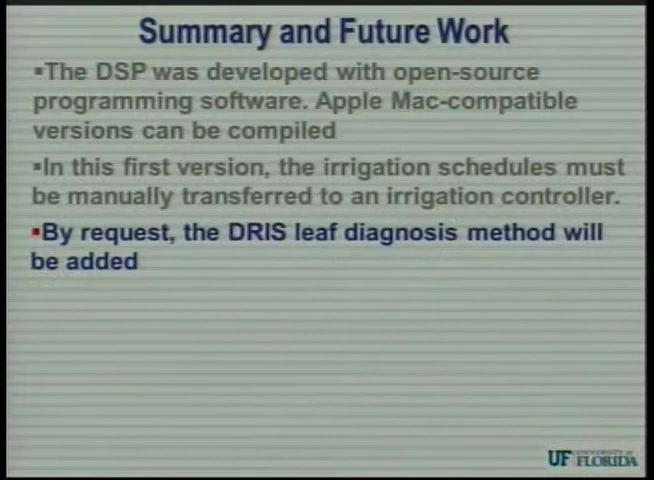 Summary and Future Work
▪The DSP was developed with open-source
programming software. Apple Mac-compatible
versions can be compiled
▪In this first version, the irrigation schedules must
be manually transferred to an irrigation controller.
▪By request, the DRIS leaf diagnosis method will
be added
UF UNIVERSITY of
FLORIDA